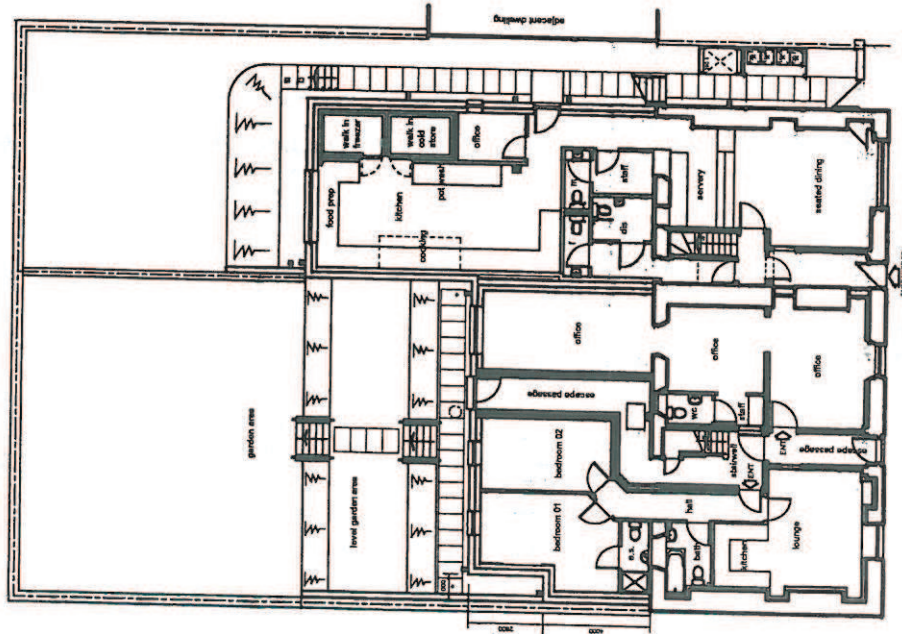 adjacent dwelling
walk in
freezer
walk in
cold
store
office
food prep
kitchen
pot wash
cooking
m
f
staff
dis
servery
seated dining
garden area
level garden area
office
office
office
escape passage
wc
staff
bedroom 02
bedroom 01
stairwell
ENT
ENT
escape passage
hall
e.s.
bath
kitchen
lounge
4000